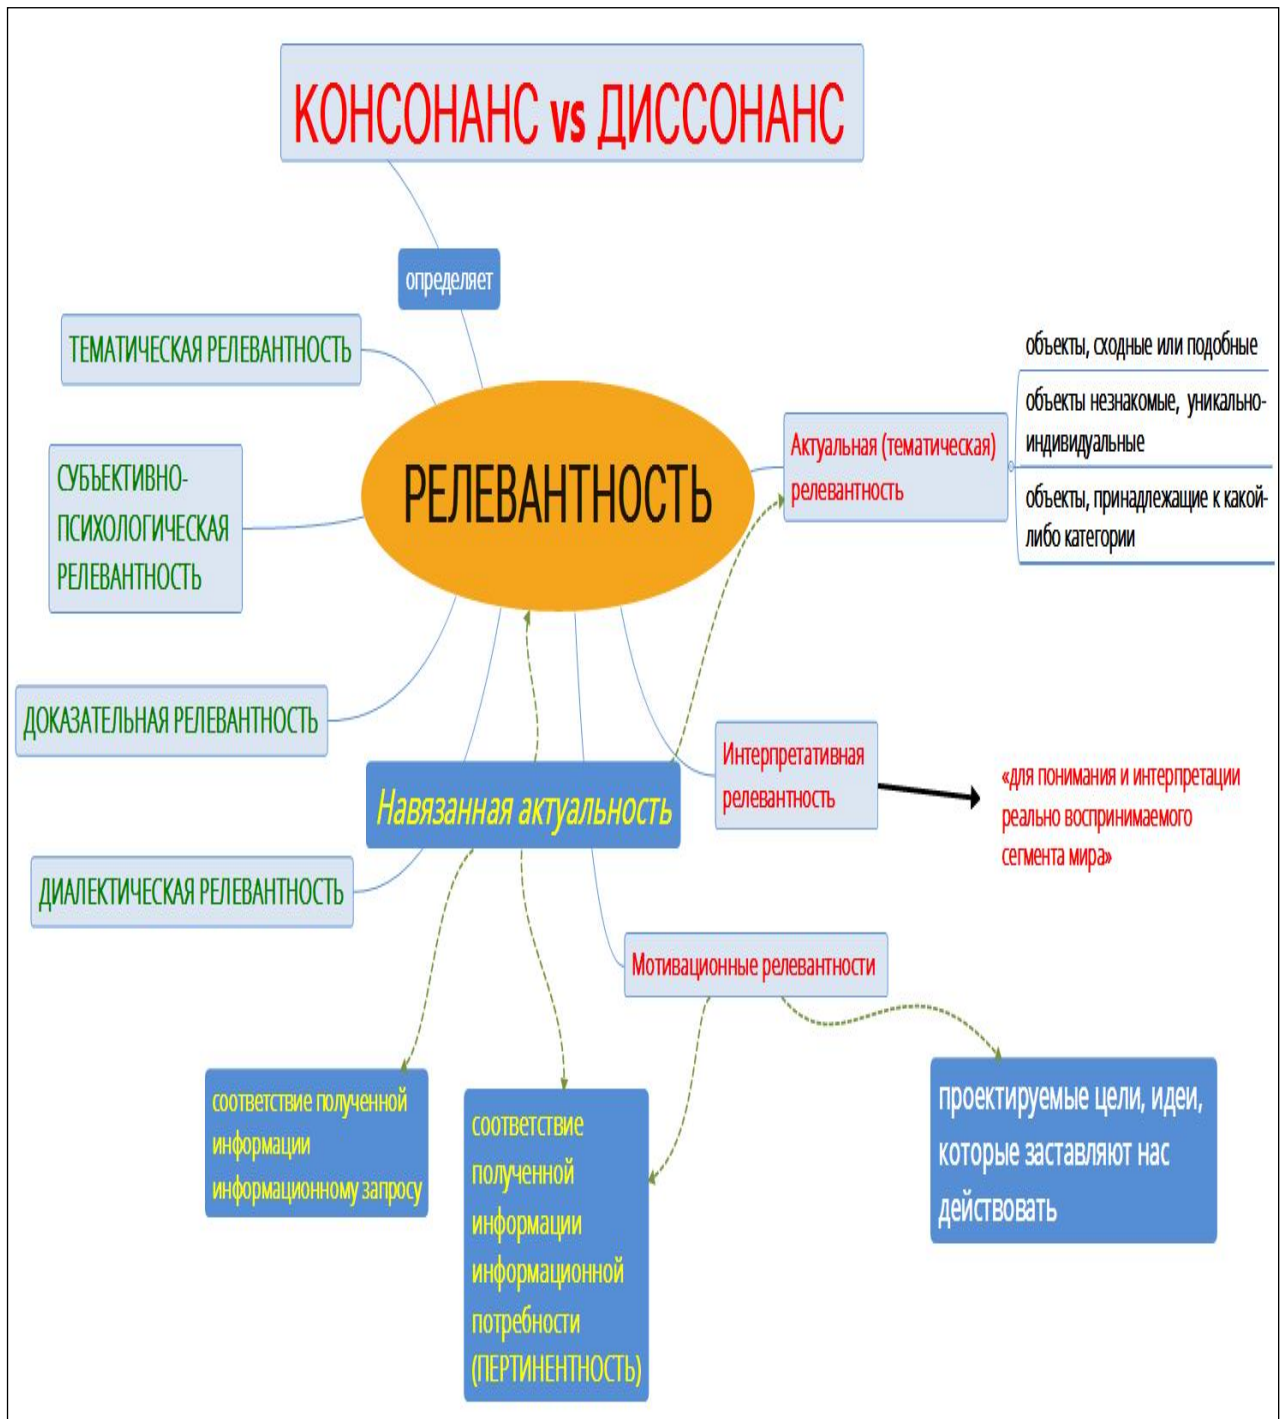 КОНСОНАНС vs ДИССОНАНС
определяет
ТЕМАТИЧЕСКАЯ РЕЛЕВАНТНОСТЬ
СУБЪЕКТИВНО-
ПСИХОЛОГИЧЕСКАЯ
РЕЛЕВАНТНОСТЬ
ДОКАЗАТЕЛЬНАЯ РЕЛЕВАНТНОСТЬ
ДИАЛЕКТИЧЕСКАЯ РЕЛЕВАНТНОСТЬ
РЕЛЕВАНТНОСТЬ
Актуальная (тематическая)
релевантность
объекты, сходные или подобные
объекты незнакомые, уникально-
индивидуальные
объекты, принадлежащие к какой-
либо категории
Навязанная актуальность
Интерпретативная
релевантность
«для понимания и интерпретации
реально воспринимаемого
сегмента мира»
Мотивационные релевантности
соответствие полученной
информации
информационному запросу
соответствие
полученной
информации
информационной
потребности
(ПЕРТИНЕНТНОСТЬ)
проектируемые цели, идеи,
которые заставляют нас
действовать